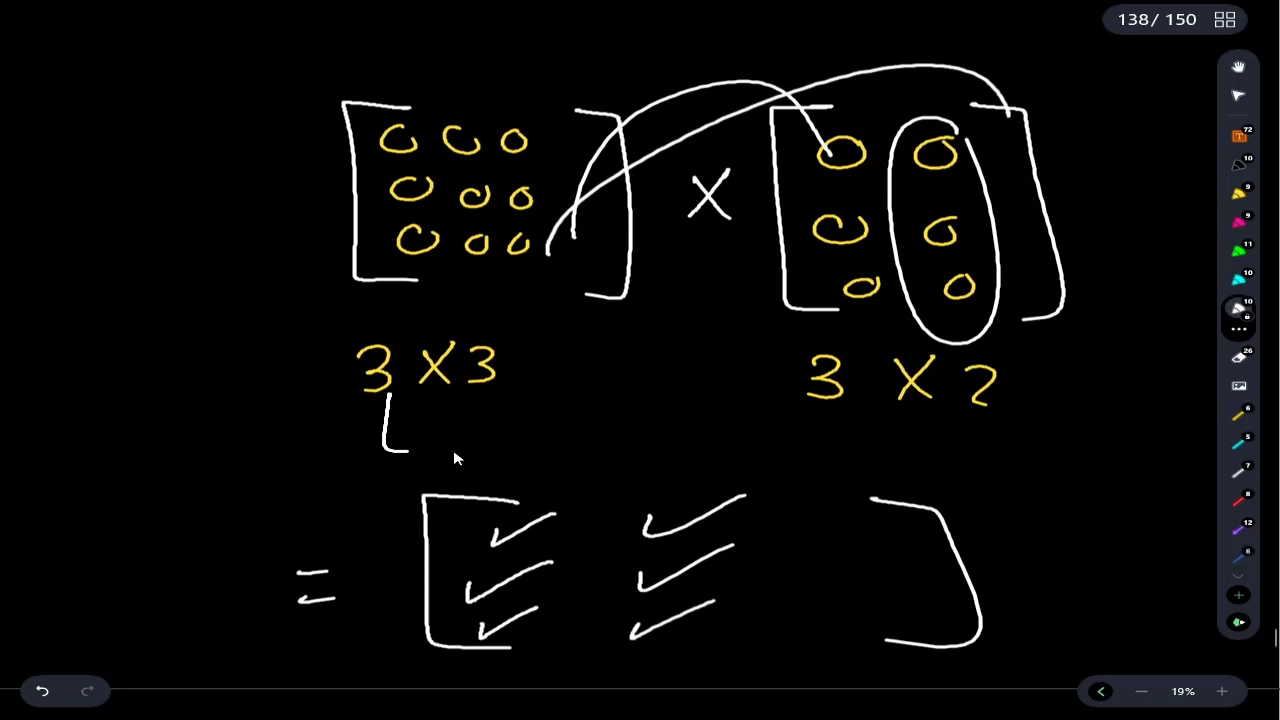 138/ 150
×
3 × 3
3 × 2
=
19%